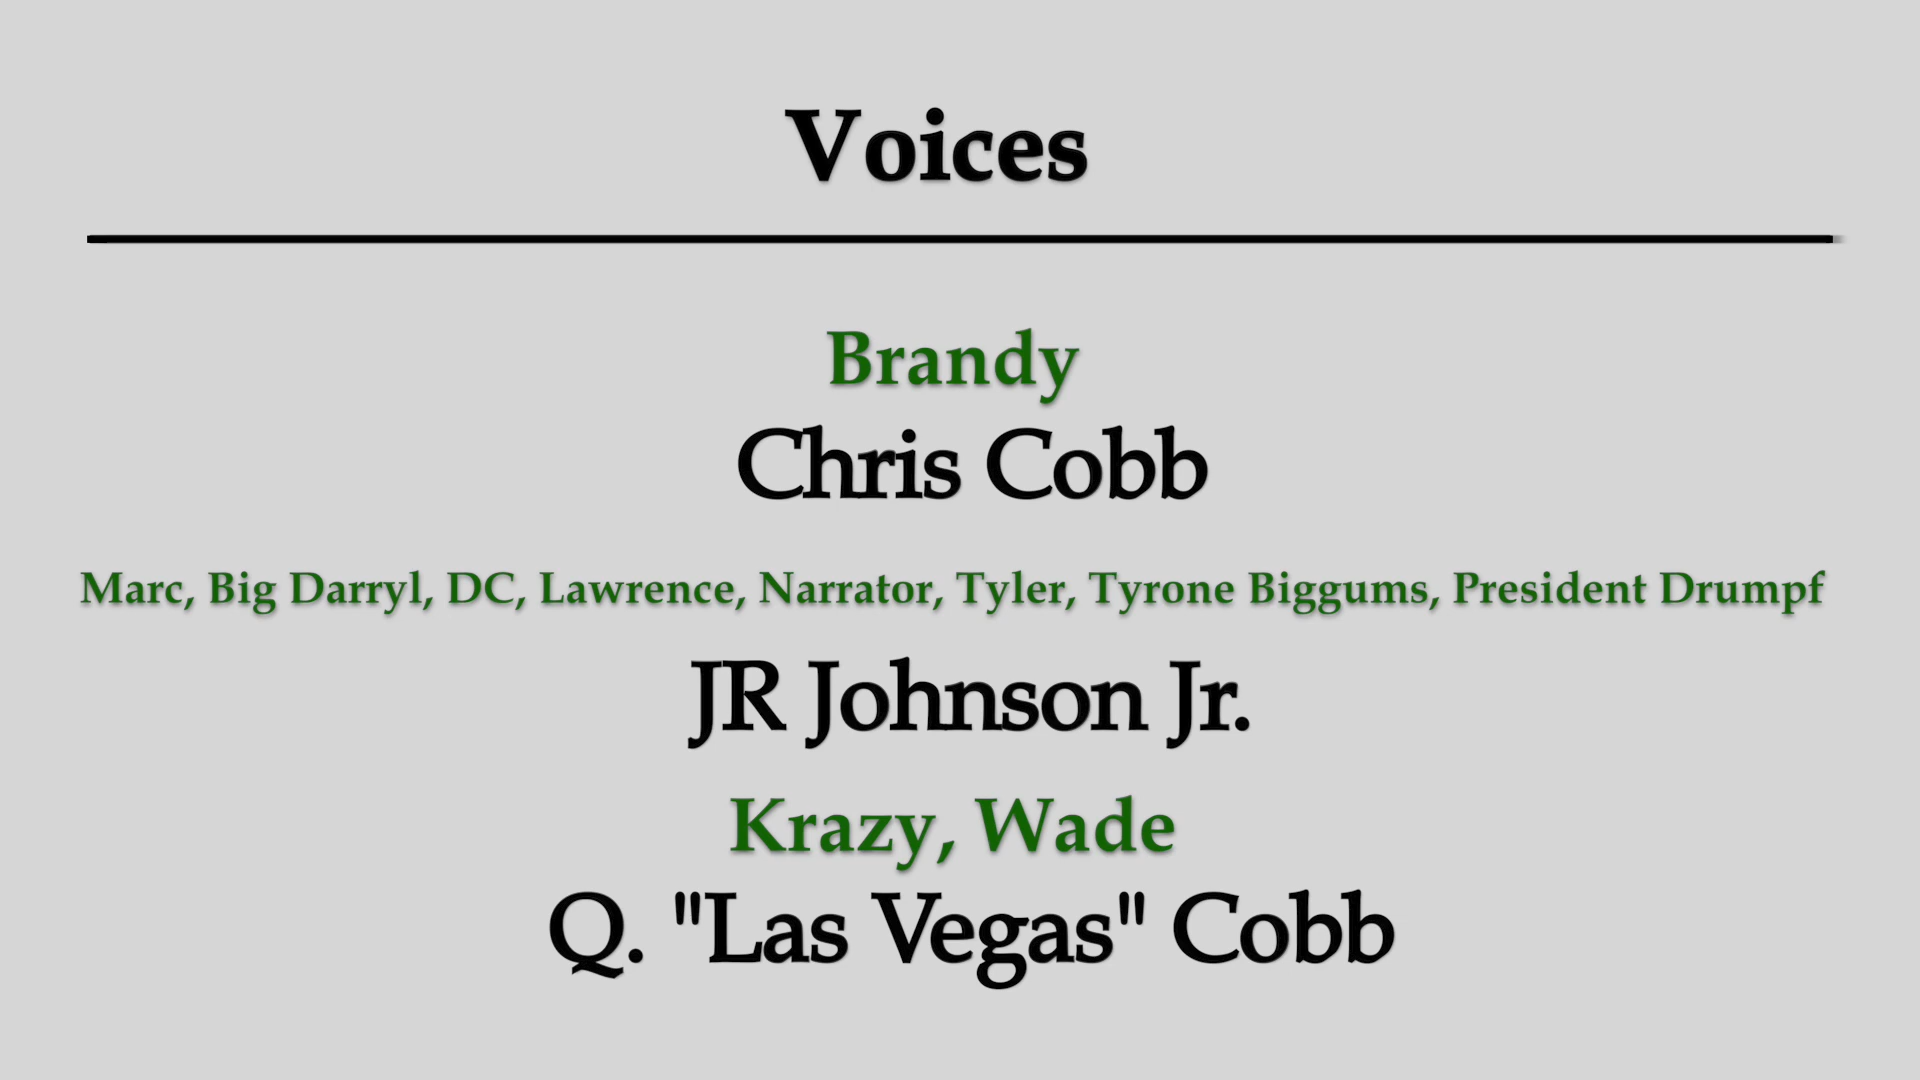 Voices
Brandy
Chris Cobb
Marc, Big Darryl, DC, Lawrence, Narrator, Tyler, Tyrone Biggums, President Drumpf
JR Johnson Jr.
Krazy, Wade
Q. "Las Vegas" Cobb